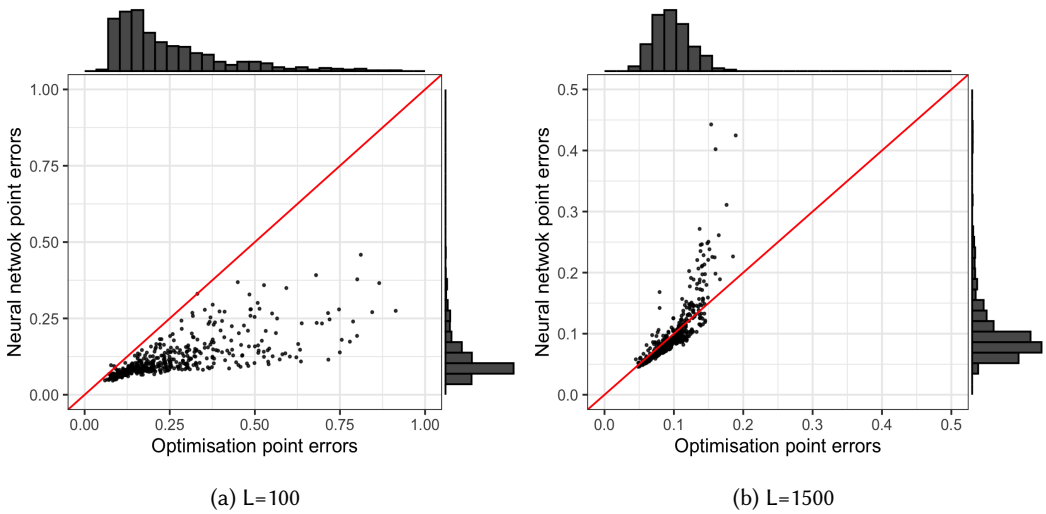 1.00
0.75
0.50
0.25
0.00
Neural netwok point errors
0.00 0.25 0.50 0.75 1.00
Optimisation point errors
(a) L=100
0.5
0.4
0.3
0.2
0.1
0.0
Neural netwok point errors
0.0 0.1 0.2 0.3 0.4 0.5
Optimisation point errors
(b) L=1500